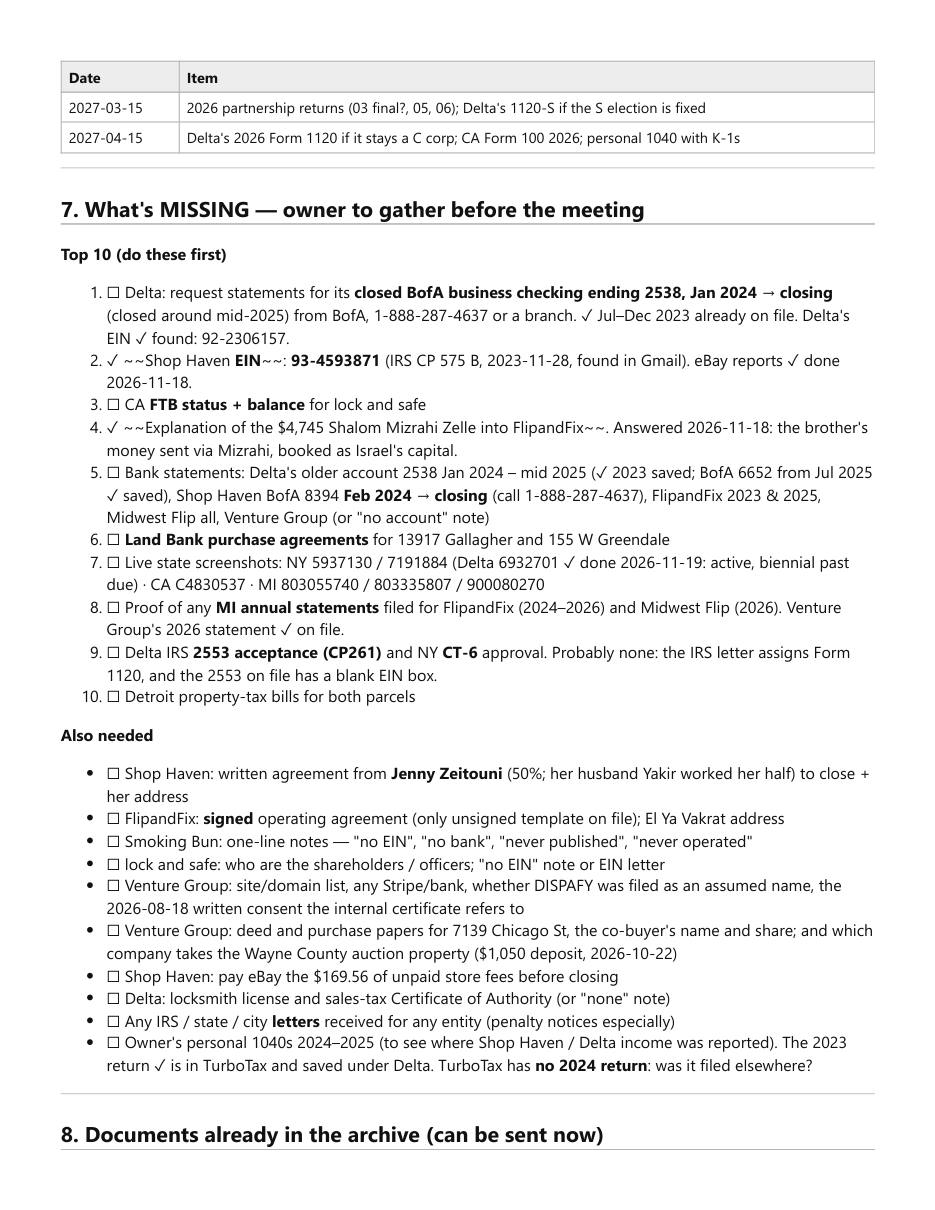 Date Item
2027-03-15 2026 partnership returns (03 final?, 05, 06); Delta's 1120-S if the S election is fixed
2027-04-15 Delta's 2026 Form 1120 if it stays a C corp; CA Form 100 2026; personal 1040 with K-1s
7. What's MISSING — owner to gather before the meeting
Top 10 (do these first)
1. ☐ Delta: request statements for its closed BofA business checking ending 2538, Jan 2024 → closing
(closed around mid-2025) from BofA, 1-888-287-4637 or a branch. ✓ Jul–Dec 2023 already on file. Delta's
EIN ✓ found: 92-2306157.
2. ✓ ~~Shop Haven EIN~~: 93-4593871 (IRS CP 575 B, 2023-11-28, found in Gmail). eBay reports ✓ done
2026-11-18.
3. ☐ CA FTB status + balance for lock and safe
4. ✓ ~~Explanation of the $4,745 Shalom Mizrahi Zelle into FlipandFix~~. Answered 2026-11-18: the brother's
money sent via Mizrahi, booked as Israel's capital.
5. ☐ Bank statements: Delta's older account 2538 Jan 2024 – mid 2025 (✓ 2023 saved; BofA 6652 from Jul 2025
✓ saved), Shop Haven BofA 8394 Feb 2024 → closing (call 1-888-287-4637), FlipandFix 2023 & 2025,
Midwest Flip all, Venture Group (or "no account" note)
6. ☐ Land Bank purchase agreements for 13917 Gallagher and 155 W Greendale
7. ☐ Live state screenshots: NY 5937130 / 7191884 (Delta 6932701 ✓ done 2026-11-19: active, biennial past
due) · CA C4830537 · MI 803055740 / 803335807 / 900080270
8. ☐ Proof of any MI annual statements filed for FlipandFix (2024–2026) and Midwest Flip (2026). Venture
Group's 2026 statement ✓ on file.
9. ☐ Delta IRS 2553 acceptance (CP261) and NY CT-6 approval. Probably none: the IRS letter assigns Form
1120, and the 2553 on file has a blank EIN box.
10. ☐ Detroit property-tax bills for both parcels
Also needed
• ☐ Shop Haven: written agreement from Jenny Zeitouni (50%; her husband Yakir worked her half) to close +
her address
• ☐ FlipandFix: signed operating agreement (only unsigned template on file); El Ya Vakrat address
• ☐ Smoking Bun: one-line notes — "no EIN", "no bank", "never published", "never operated"
• ☐ lock and safe: who are the shareholders / officers; "no EIN" note or EIN letter
• ☐ Venture Group: site/domain list, any Stripe/bank, whether DISPAFY was filed as an assumed name, the
2026-08-18 written consent the internal certificate refers to
• ☐ Venture Group: deed and purchase papers for 7139 Chicago St, the co-buyer's name and share; and which
company takes the Wayne County auction property ($1,050 deposit, 2026-10-22)
• ☐ Shop Haven: pay eBay the $169.56 of unpaid store fees before closing
• ☐ Delta: locksmith license and sales-tax Certificate of Authority (or "none" note)
• ☐ Any IRS / state / city letters received for any entity (penalty notices especially)
• ☐ Owner's personal 1040s 2024–2025 (to see where Shop Haven / Delta income was reported). The 2023
return ✓ is in TurboTax and saved under Delta. TurboTax has no 2024 return: was it filed elsewhere?
8. Documents already in the archive (can be sent now)